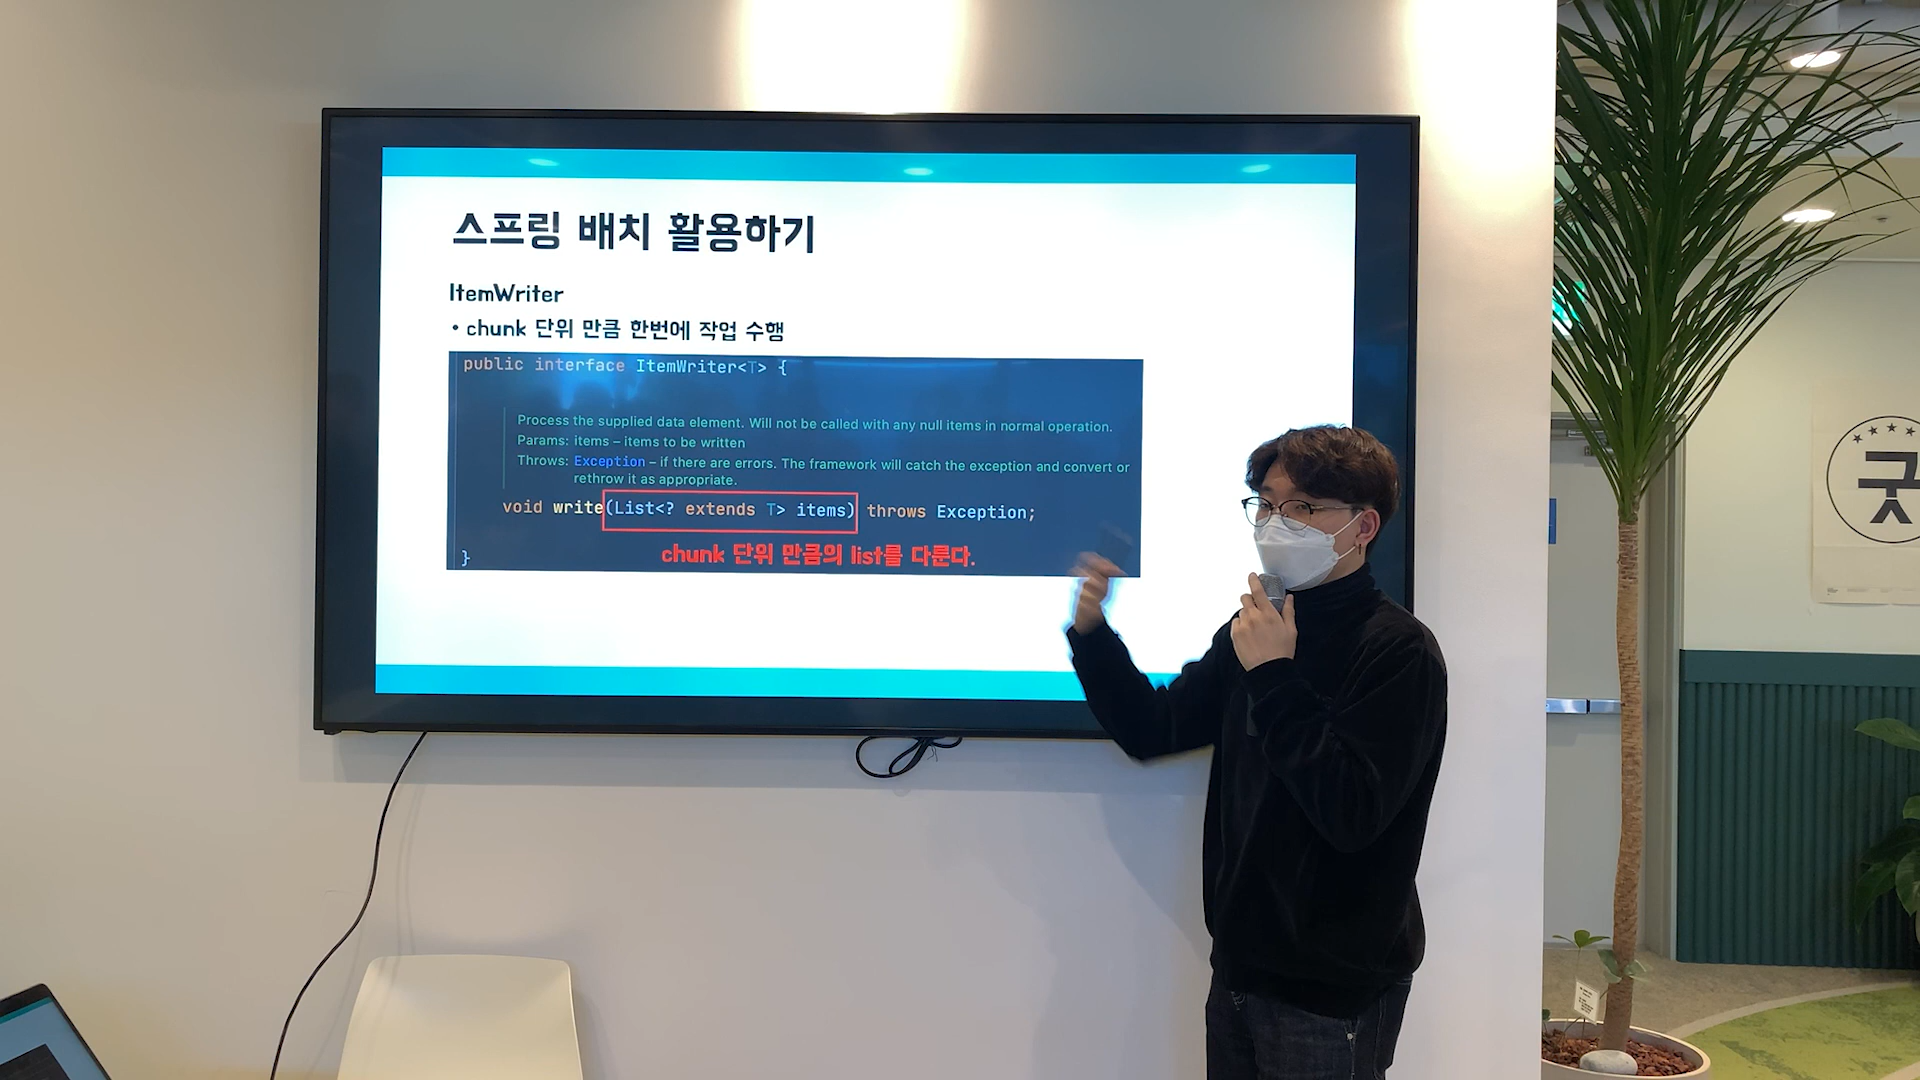 스프링 배치 활용하기
ItemWriter
• chunk 단위 만큼 한번에 작업 수행
public interface ItemWriter<T> {
Process the supplied data element. Will not be called with any null items in normal operation.
Params: items – items to be written
Throws: Exception – if there are errors. The framework will catch the exception and convert or
rethrow it as appropriate.
void write(List<? extends T> items) throws Exception;
chunk 단위 만큼의 list를 다룬다.
}
굿